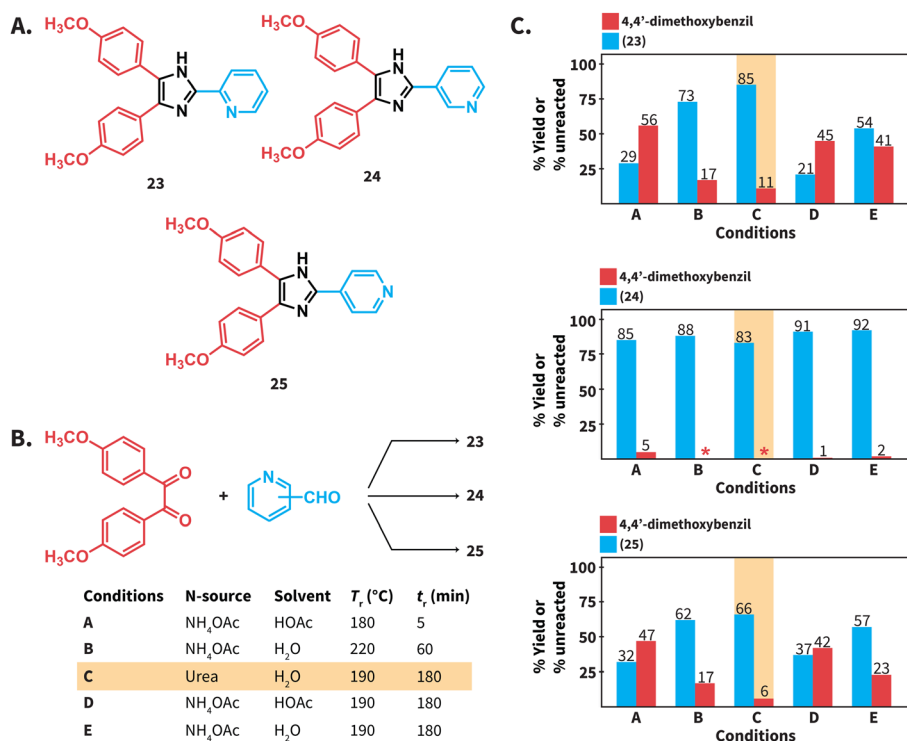 A.
H₃CO
H
N
N
N
H₃CO
23
H₃CO
H
N
N
N
H₃CO
24
H₃CO
H
N
N
N
H₃CO
25
B.
H₃CO
O
O
H₃CO
+
N
CHO
23
24
25
Conditions N-source Solvent Tᵣ (°C) tᵣ (min)
A NH₄OAc HOAc 180 5
B NH₄OAc H₂O 220 60
C Urea H₂O 190 180
D NH₄OAc HOAc 190 180
E NH₄OAc H₂O 190 180
C.
4,4'-dimethoxybenzil
(23)
% Yield or
% unreacted
100
75
50
25
29 56 73 17 85 11 21 45 54 41
A B C D E
Conditions
4,4'-dimethoxybenzil
(24)
% Yield or
% unreacted
100
75
50
25
85 5 88 * 83 * 91 1 92 2
A B C D E
Conditions
4,4'-dimethoxybenzil
(25)
% Yield or
% unreacted
100
75
50
25
32 47 62 17 66 6 37 42 57 23
A B C D E
Conditions